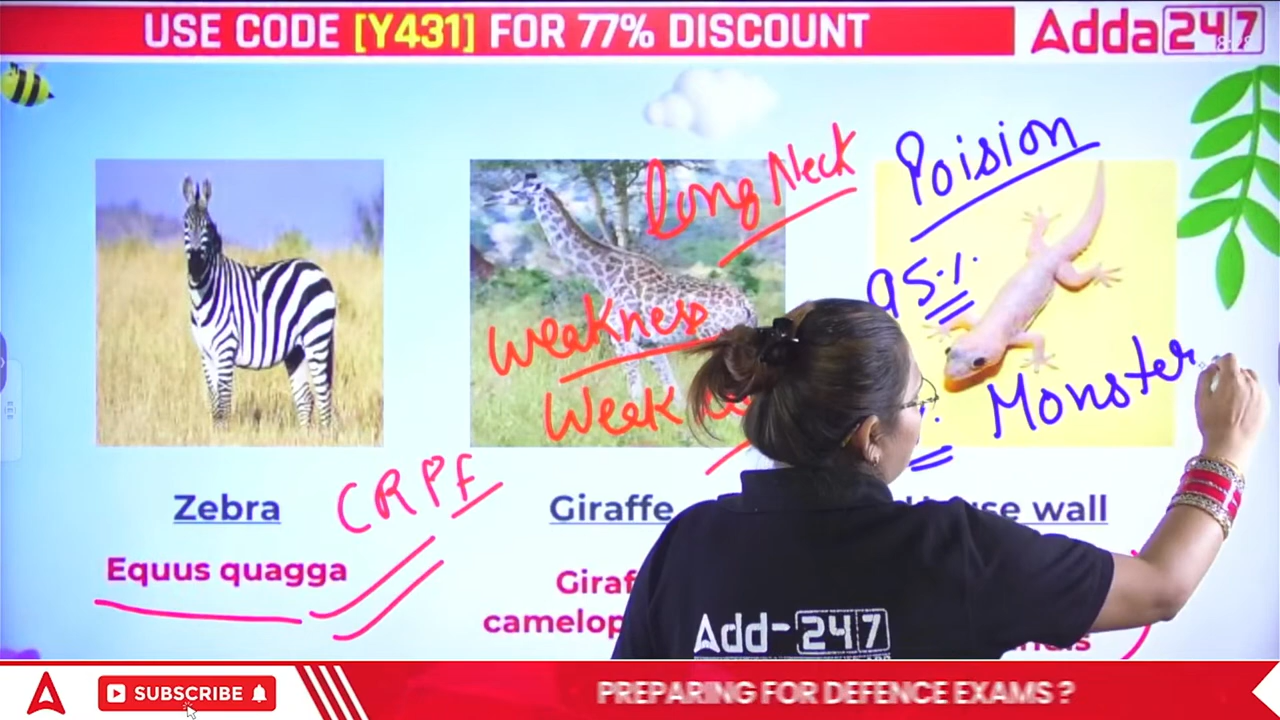 USE CODE [Y431] FOR 77% DISCOUNT
Adda247
Long Neck
Poision
95.%.
Weakness
Weak
Monster
CRPF
Zebra
Giraffe
use wall
Equus quagga
Giraf
camelop
Add-247
SUBSCRIBE
PREPARING FOR DEFENCE EXAMS ?